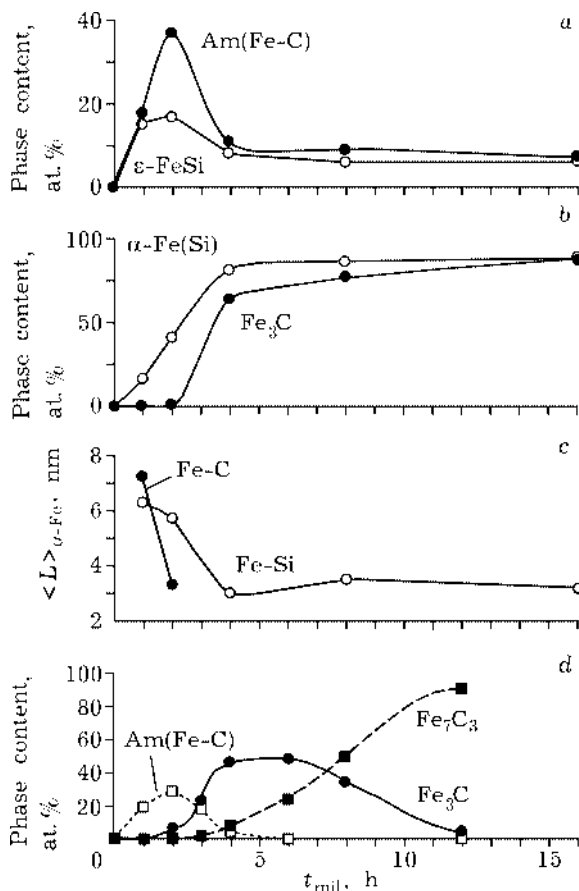 a
Phase content, at. %
40
20
0
Am(Fe-C)
ε-FeSi
b
Phase content, at. %
100
50
0
α-Fe(Si)
Fe₃C
c
<L>α-Fe, nm
8
6
4
2
Fe-C
Fe-Si
d
Phase content, at. %
100
80
60
40
20
Am(Fe-C)
Fe₇C₃
Fe₃C
0 5 10 15
t_mil, h